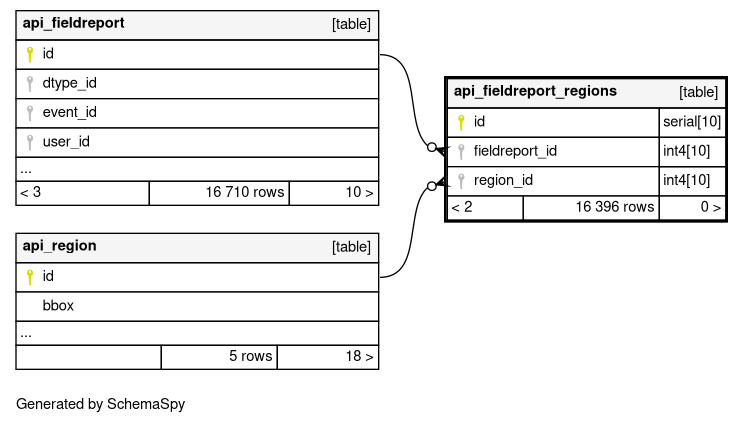 api_fieldreport [table]
id
dtype_id
event_id
user_id
...
< 3 16 710 rows 10 >
api_fieldreport_regions [table]
id serial[10]
fieldreport_id int4[10]
region_id int4[10]
< 2 16 396 rows 0 >
api_region [table]
id
bbox
...
5 rows 18 >
Generated by SchemaSpy